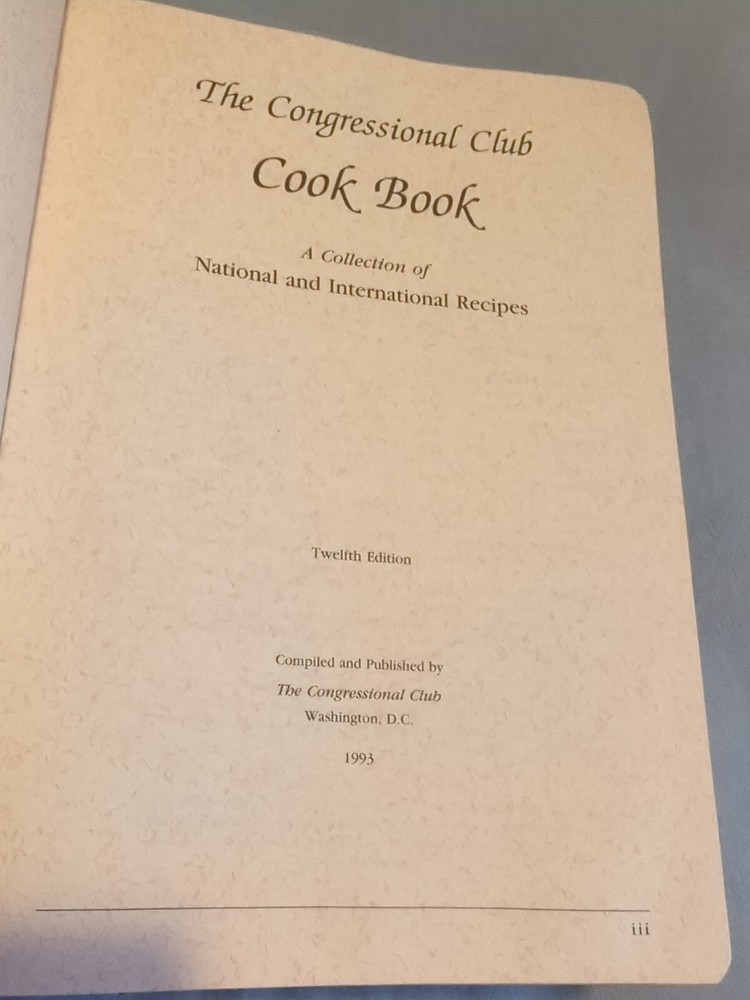 The Congressional Club
Cook Book
A Collection of
National and International Recipes
Twelfth Edition
Compiled and Published by
The Congressional Club
Washington, D.C.
1993
iii